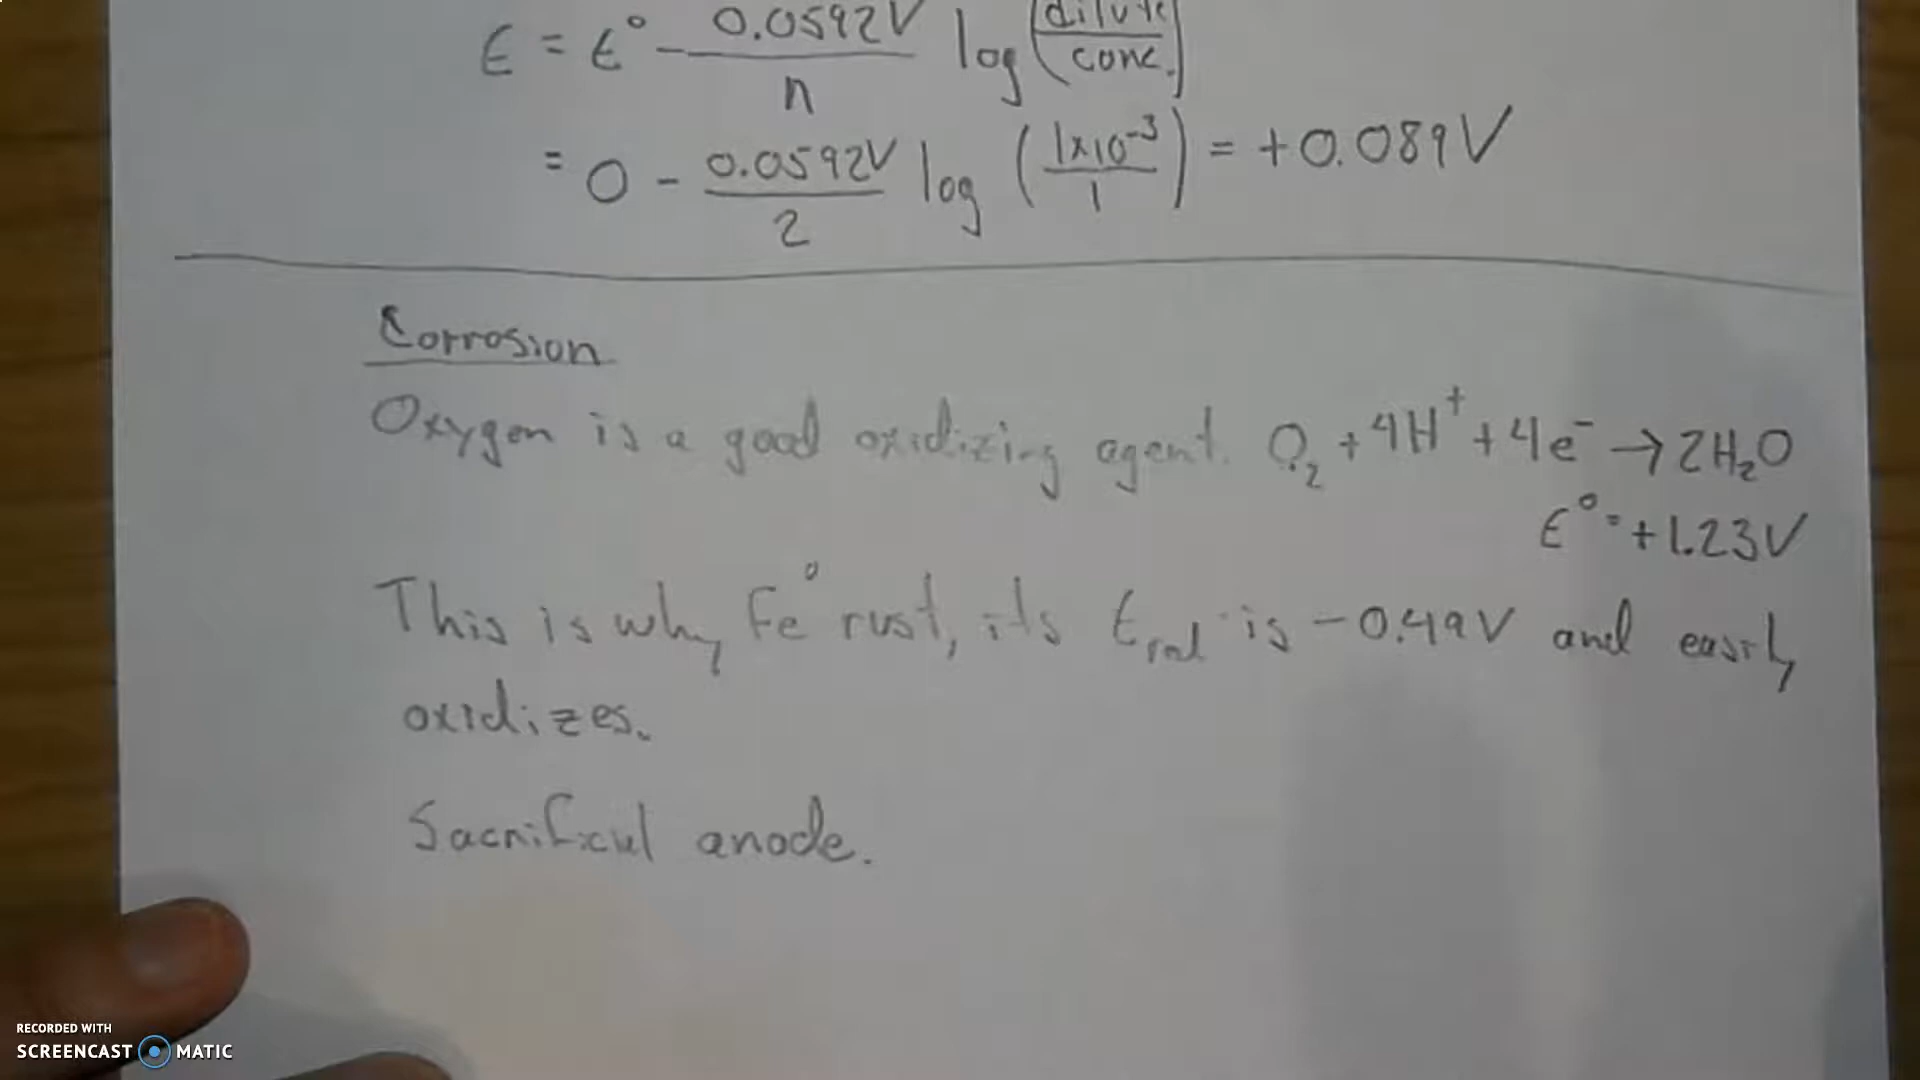 E = E° - 0.0592V / n log (dilute / conc.)
= 0 - 0.0592V / 2 log (1x10⁻³ / 1) = +0.089V
Corrosion
Oxygen is a good oxidizing agent. O₂ + 4H⁺ + 4e⁻ → 2H₂O
E° = +1.23V
This is why Fe° rust, its E red is -0.49V and easily
oxidizes.
Sacrificial anode.
RECORDED WITH
SCREENCAST MATIC